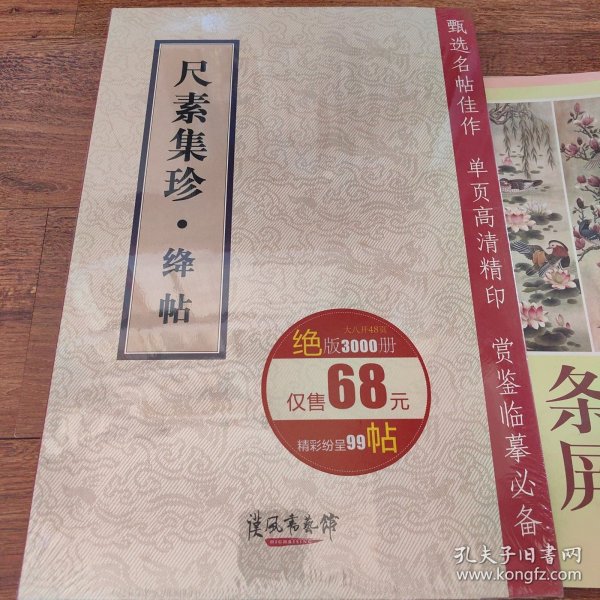 尺素集珍·绛帖
甄选名帖佳作 单页高清精印 赏鉴临摹必备
大八开48页
绝版3000册
仅售68元
精彩纷呈99帖
汉风书艺馆
条屏
孔夫子旧书网
www.kongfz.com